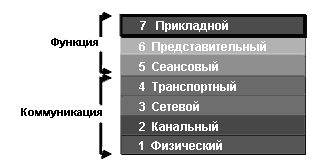 7 Прикладной
Функция
6 Представительный
5 Сеансовый
4 Транспортный
Коммуникация
3 Сетевой
2 Канальный
1 Физический